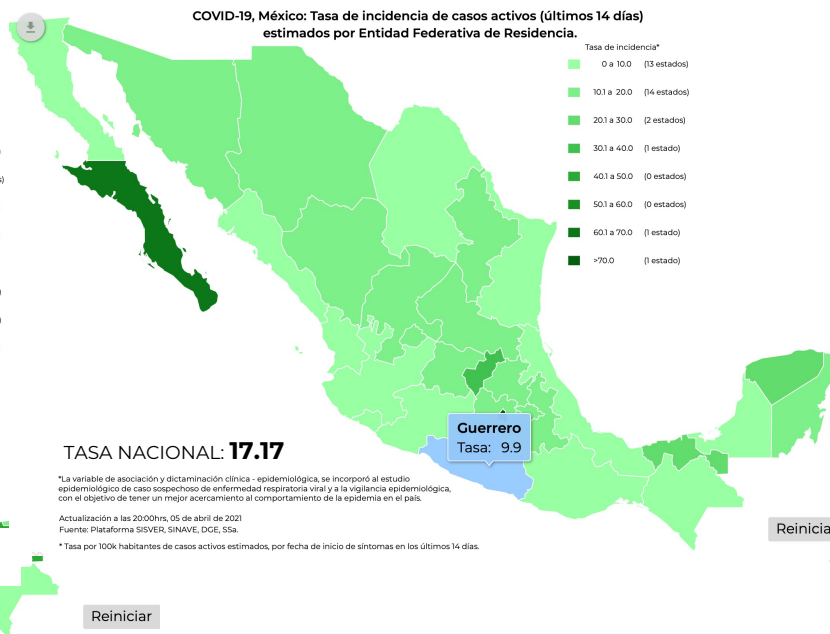 COVID-19, México: Tasa de incidencia de casos activos (últimos 14 días)
estimados por Entidad Federativa de Residencia.
Tasa de incidencia*
0 a 10.0 (13 estados)
10.1 a 20.0 (14 estados)
20.1 a 30.0 (2 estados)
30.1 a 40.0 (1 estado)
40.1 a 50.0 (0 estados)
50.1 a 60.0 (0 estados)
60.1 a 70.0 (1 estado)
>70.0 (1 estado)
Guerrero
Tasa: 9.9
TASA NACIONAL: 17.17
*La variable de asociación y dictaminación clínica - epidemiológica, se incorporó al estudio
epidemiológico de caso sospechoso de enfermedad respiratoria viral y a la vigilancia epidemiológica,
con el objetivo de tener un mejor acercamiento al comportamiento de la epidemia en el país.
Actualización a las 20:00hrs, 05 de abril de 2021
Fuente: Plataforma SISVER, SINAVE, DGE, SSa.
* Tasa por 100k habitantes de casos activos estimados, por fecha de inicio de síntomas en los últimos 14 días.
Reinicia
Reiniciar